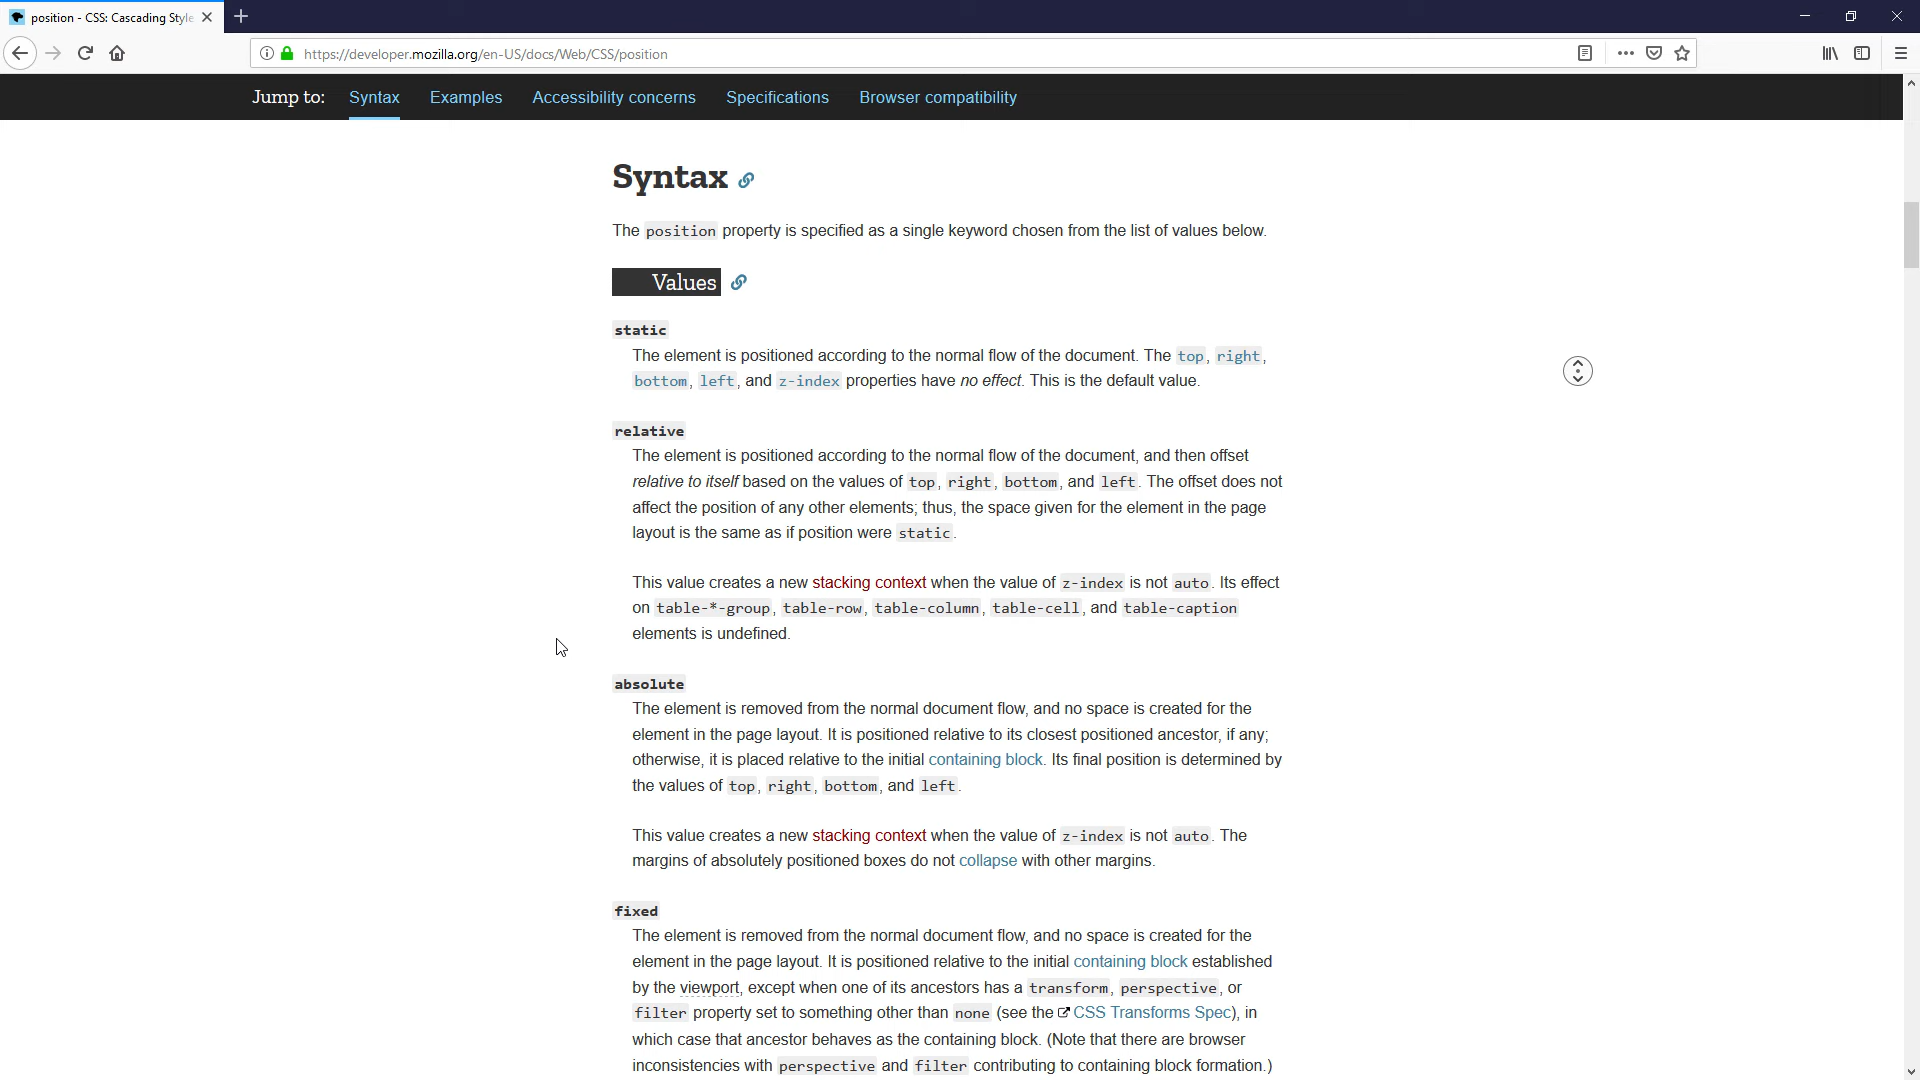 position - CSS: Cascading Style
https://developer.mozilla.org/en-US/docs/Web/CSS/position
Jump to: Syntax Examples Accessibility concerns Specifications Browser compatibility
Syntax
The position property is specified as a single keyword chosen from the list of values below.
Values
static
The element is positioned according to the normal flow of the document. The top, right,
bottom, left, and z-index properties have no effect. This is the default value.
relative
The element is positioned according to the normal flow of the document, and then offset
relative to itself based on the values of top, right, bottom, and left. The offset does not
affect the position of any other elements; thus, the space given for the element in the page
layout is the same as if position were static.
This value creates a new stacking context when the value of z-index is not auto. Its effect
on table-*-group, table-row, table-column, table-cell, and table-caption
elements is undefined.
absolute
The element is removed from the normal document flow, and no space is created for the
element in the page layout. It is positioned relative to its closest positioned ancestor, if any;
otherwise, it is placed relative to the initial containing block. Its final position is determined by
the values of top, right, bottom, and left.
This value creates a new stacking context when the value of z-index is not auto. The
margins of absolutely positioned boxes do not collapse with other margins.
fixed
The element is removed from the normal document flow, and no space is created for the
element in the page layout. It is positioned relative to the initial containing block established
by the viewport, except when one of its ancestors has a transform, perspective, or
filter property set to something other than none (see the CSS Transforms Spec), in
which case that ancestor behaves as the containing block. (Note that there are browser
inconsistencies with perspective and filter contributing to containing block formation.)